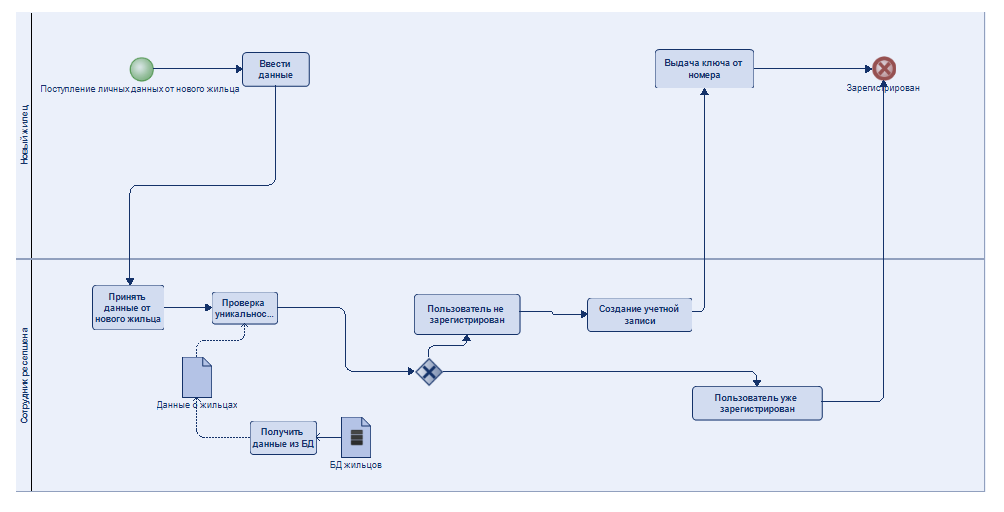 Новый жилец
Поступление личных данных от нового жильца
Ввести
данные
Выдача ключа от
номера
Зарегистрирован
Сотрудник ресепшена
Принять
данные от
нового жильца
Проверка
уникальнос...
Пользователь не
зарегистрирован
Создание учетной
записи
Данные о жильцах
Пользователь уже
зарегистрирован
Получить
данные из БД
БД жильцов